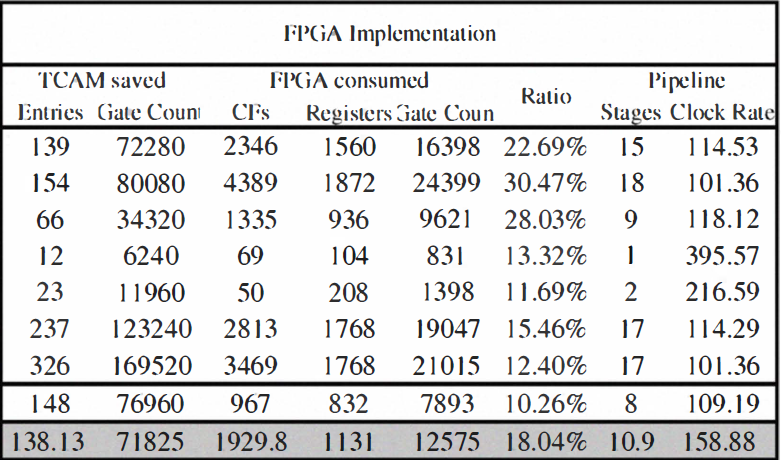 FPGA Implementation
TCAM saved FPGA consumed Ratio Pipeline
Entries Gate Count CFs Registers Gate Coun Stages Clock Rate
139 72280 2346 1560 16398 22.69% 15 114.53
154 80080 4389 1872 24399 30.47% 18 101.36
66 34320 1335 936 9621 28.03% 9 118.12
12 6240 69 104 831 13.32% 1 395.57
23 11960 50 208 1398 11.69% 2 216.59
237 123240 2813 1768 19047 15.46% 17 114.29
326 169520 3469 1768 21015 12.40% 17 101.36
148 76960 967 832 7893 10.26% 8 109.19
138.13 71825 1929.8 1131 12575 18.04% 10.9 158.88